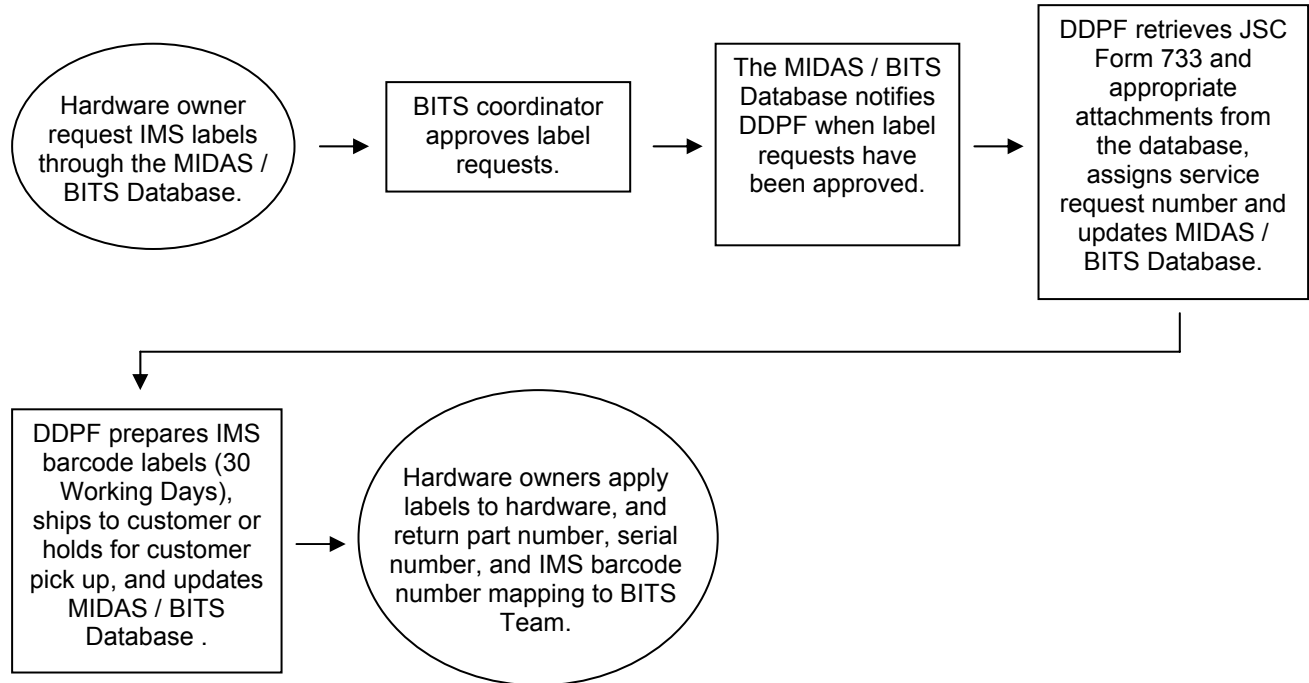 Hardware owner
request IMS labels
through the MIDAS /
BITS Database.
BITS coordinator
approves label
requests.
The MIDAS / BITS
Database notifies
DDPF when label
requests have
been approved.
DDPF retrieves JSC
Form 733 and
appropriate
attachments from
the database,
assigns service
request number and
updates MIDAS /
BITS Database.
DDPF prepares IMS
barcode labels (30
Working Days),
ships to customer or
holds for customer
pick up, and updates
MIDAS / BITS
Database .
Hardware owners apply
labels to hardware, and
return part number, serial
number, and IMS barcode
number mapping to BITS
Team.